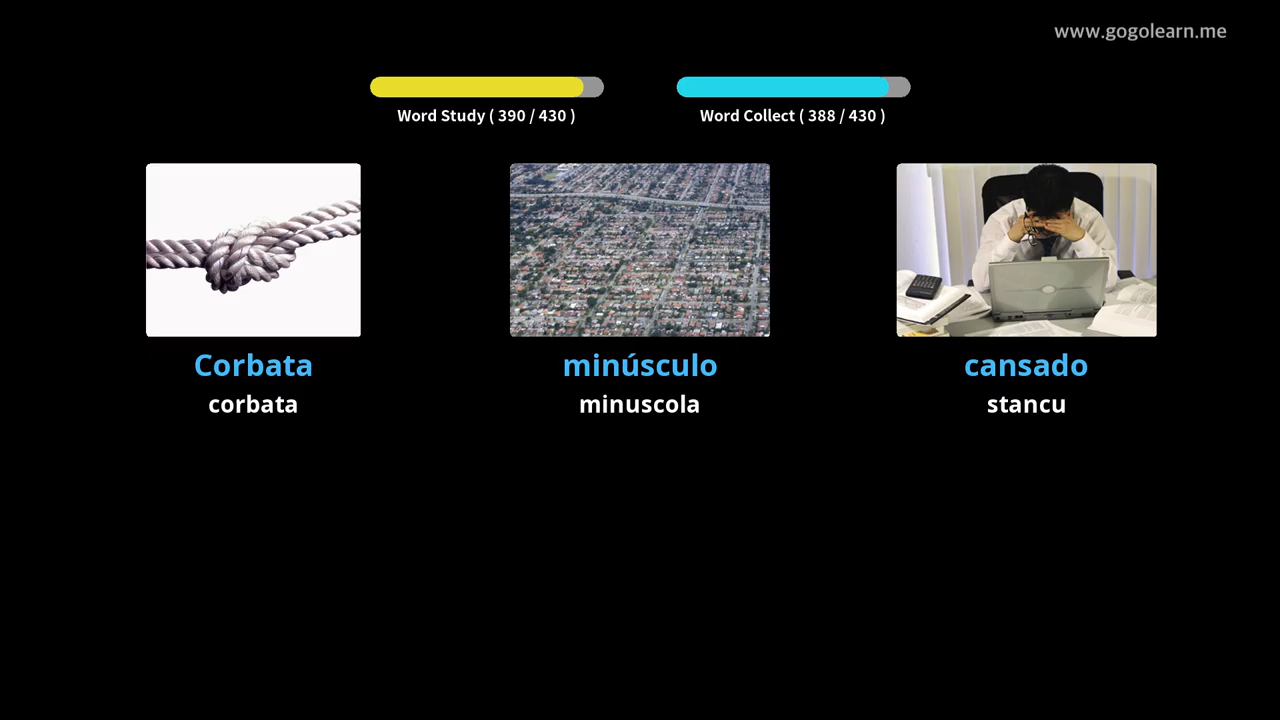 www.gogolearn.me
Word Study ( 390 / 430 )
Word Collect ( 388 / 430 )
Corbata
corbata
minúsculo
minuscola
cansado
stancu